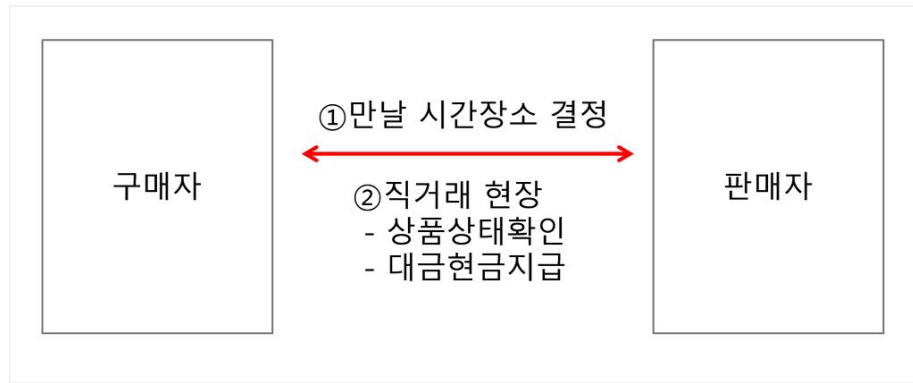 구매자
①만날 시간장소 결정
②직거래 현장
- 상품상태확인
- 대금현금지급
판매자